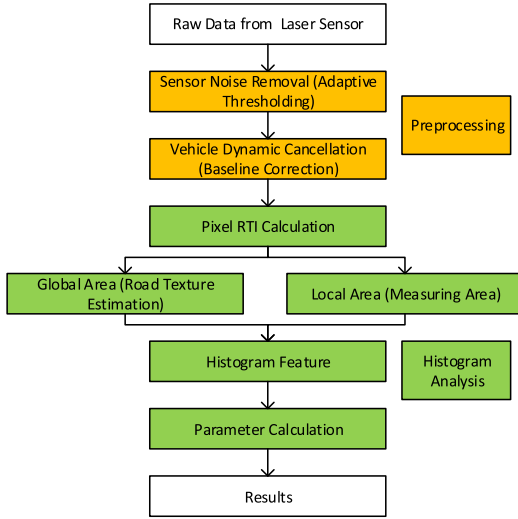 Raw Data from Laser Sensor
Sensor Noise Removal (Adaptive
Thresholding)
Preprocessing
Vehicle Dynamic Cancellation
(Baseline Correction)
Pixel RTI Calculation
Global Area (Road Texture
Estimation)
Local Area (Measuring Area)
Histogram Feature
Histogram
Analysis
Parameter Calculation
Results